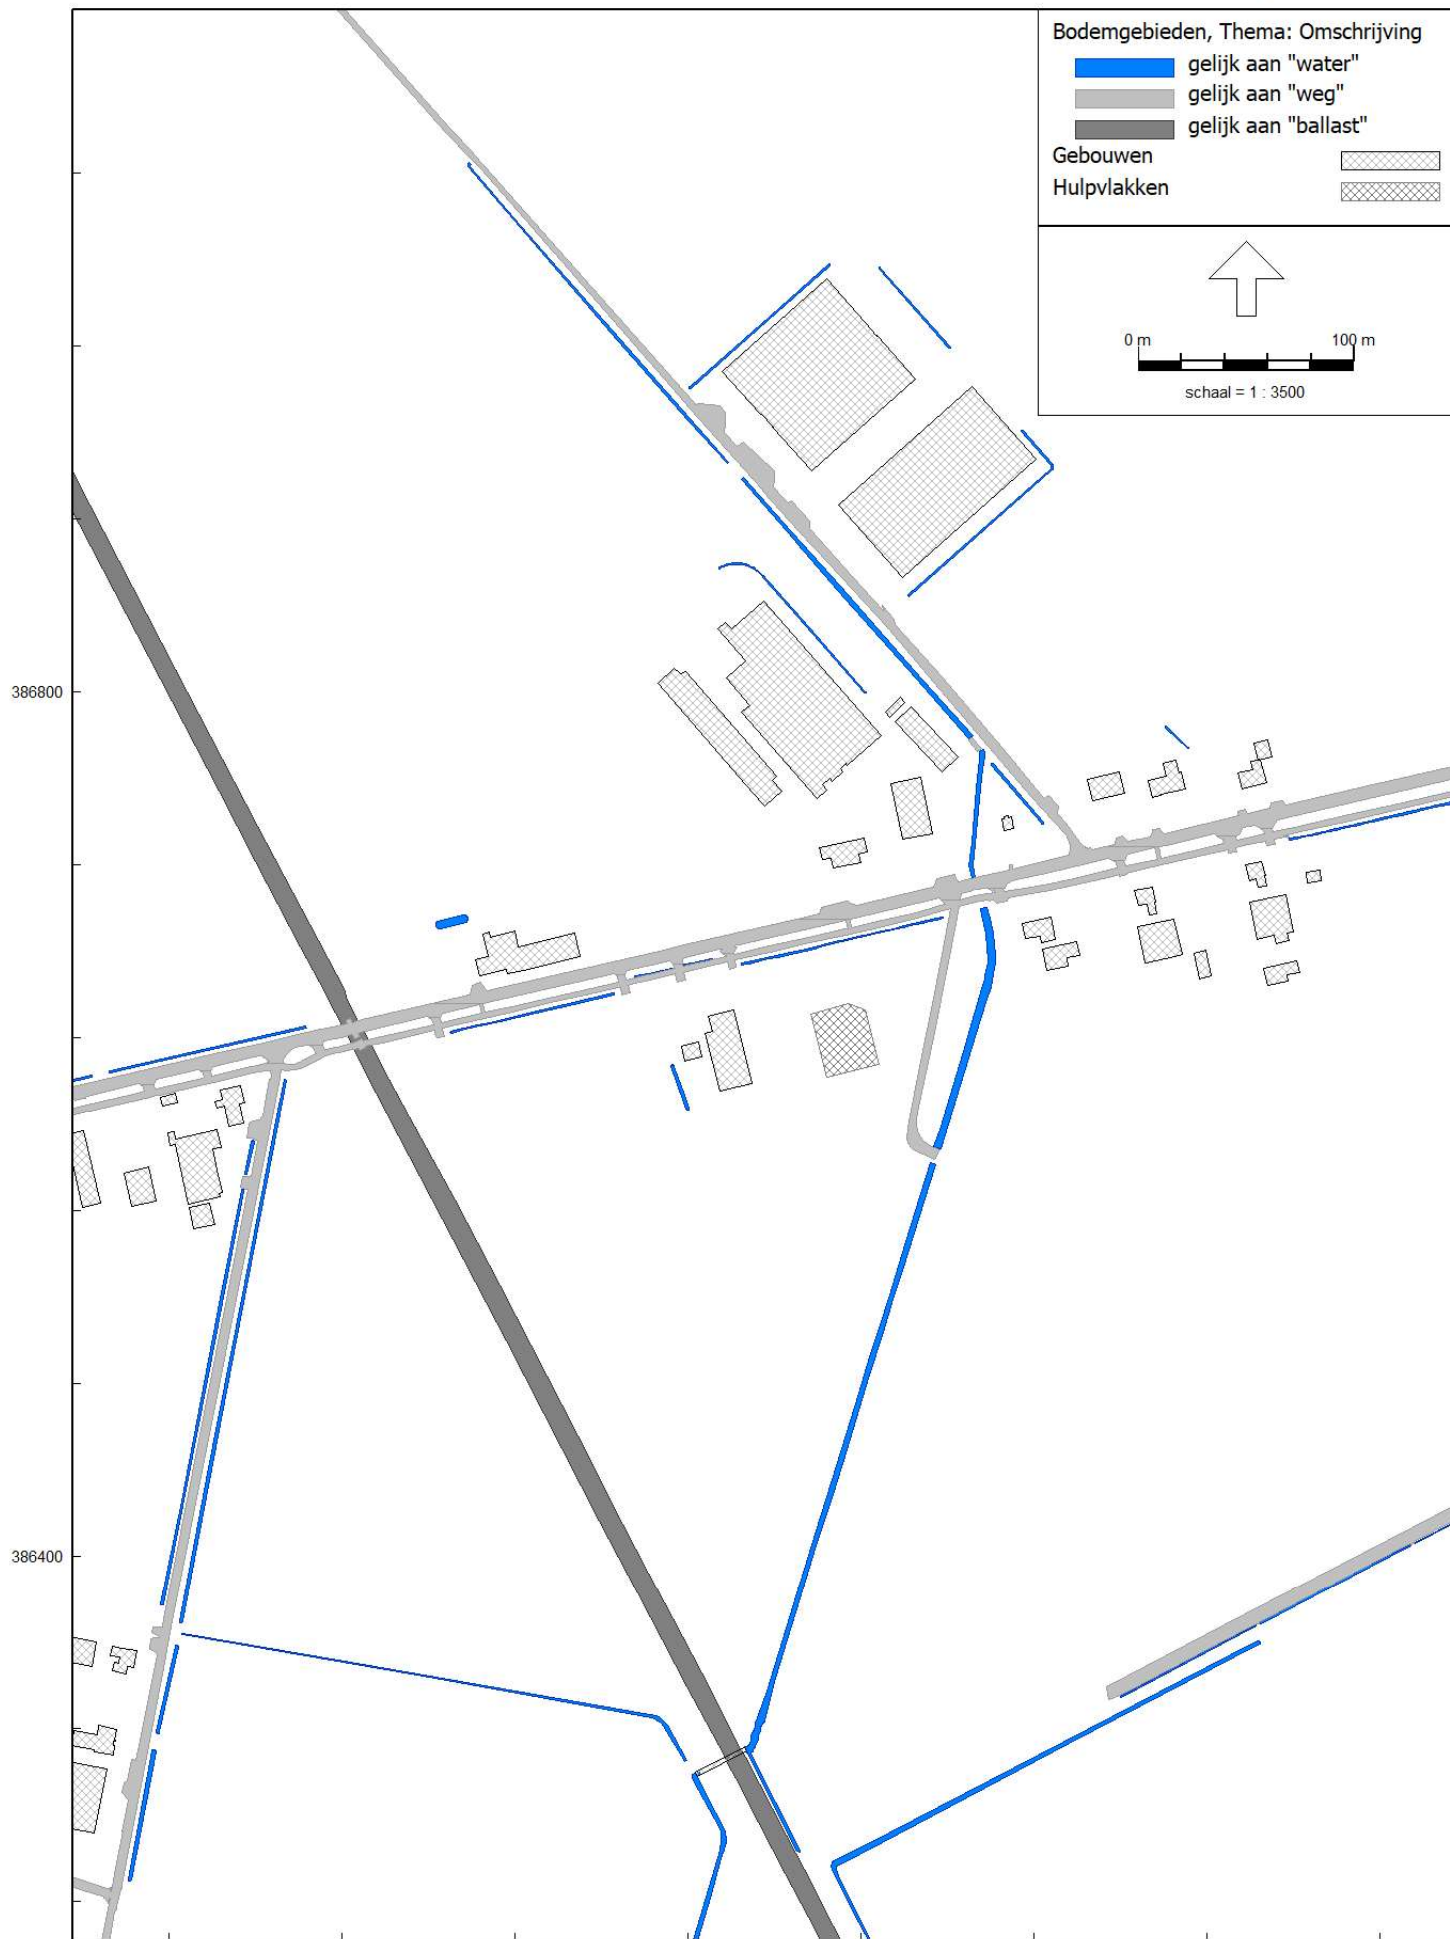 Bodemgebieden, Thema: Omschrijving
gelijk aan "water"
gelijk aan "weg"
gelijk aan "ballast"
Gebouwen
Hulpvlakken
0 m 100 m
schaal = 1 : 3500
386800
386400